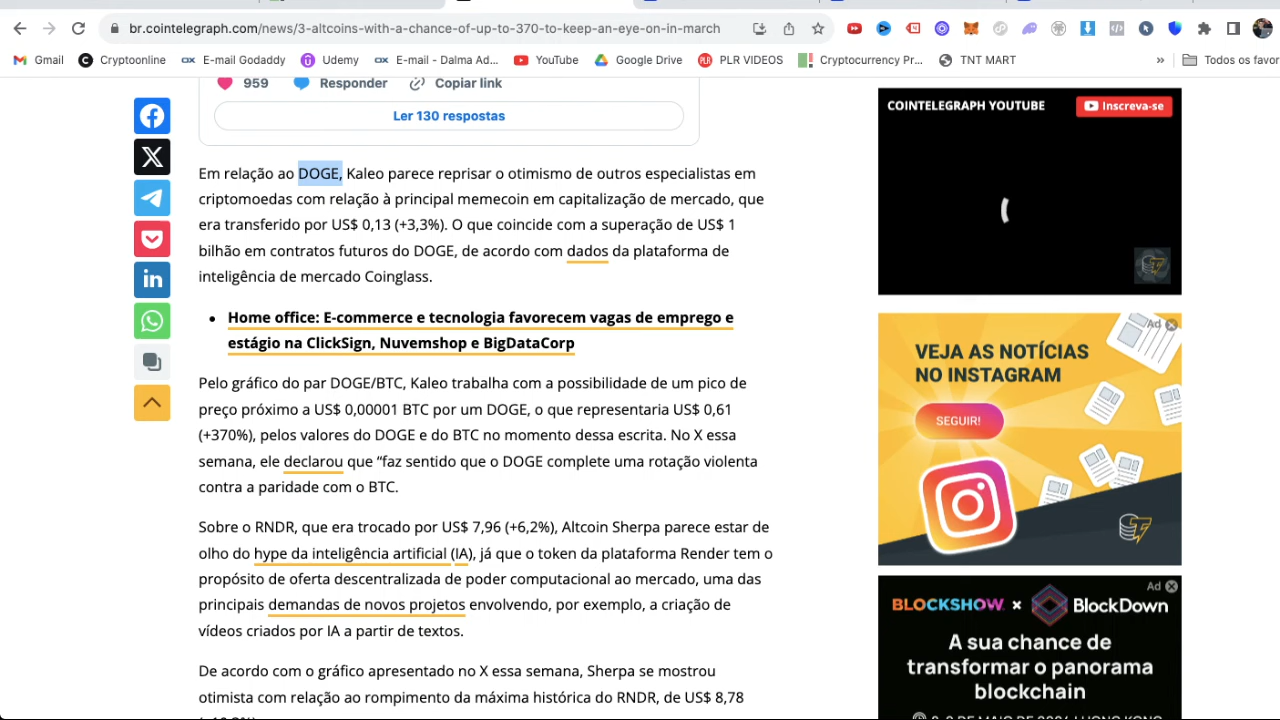 br.cointelegraph.com/news/3-altcoins-with-a-chance-of-up-to-370-to-keep-an-eye-on-in-march
Gmail Cryptoonline E-mail Godaddy Udemy E-mail - Dalma Ad... YouTube Google Drive PLR VIDEOS Cryptocurrency Pr... TNT MART » Todos os favor
959 Responder Copiar link
Ler 130 respostas
Em relação ao DOGE, Kaleo parece reprisar o otimismo de outros especialistas em
criptomoedas com relação à principal memecoin em capitalização de mercado, que
era transferido por US$ 0,13 (+3,3%). O que coincide com a superação de US$ 1
bilhão em contratos futuros do DOGE, de acordo com dados da plataforma de
inteligência de mercado Coinglass.
• Home office: E-commerce e tecnologia favorecem vagas de emprego e
estágio na ClickSign, Nuvemshop e BigDataCorp
Pelo gráfico do par DOGE/BTC, Kaleo trabalha com a possibilidade de um pico de
preço próximo a US$ 0,00001 BTC por um DOGE, o que representaria US$ 0,61
(+370%), pelos valores do DOGE e do BTC no momento dessa escrita. No X essa
semana, ele declarou que “faz sentido que o DOGE complete uma rotação violenta
contra a paridade com o BTC.
Sobre o RNDR, que era trocado por US$ 7,96 (+6,2%), Altcoin Sherpa parece estar de
olho do hype da inteligência artificial (IA), já que o token da plataforma Render tem o
propósito de oferta descentralizada de poder computacional ao mercado, uma das
principais demandas de novos projetos envolvendo, por exemplo, a criação de
vídeos criados por IA a partir de textos.
De acordo com o gráfico apresentado no X essa semana, Sherpa se mostrou
otimista com relação ao rompimento da máxima histórica do RNDR, de US$ 8,78
COINTELEGRAPH YOUTUBE Inscreva-se
Ad
VEJA AS NOTÍCIAS
NO INSTAGRAM
SEGUIR!
Ad
BLOCKSHOW × BlockDown
A sua chance de
transformar o panorama
blockchain